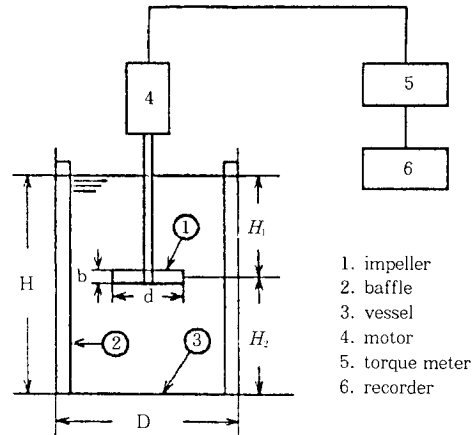 4
5
6
1
H₁
b
d
H
2
3
H₂
D
1. impeller
2. baffle
3. vessel
4. motor
5. torque meter
6. recorder